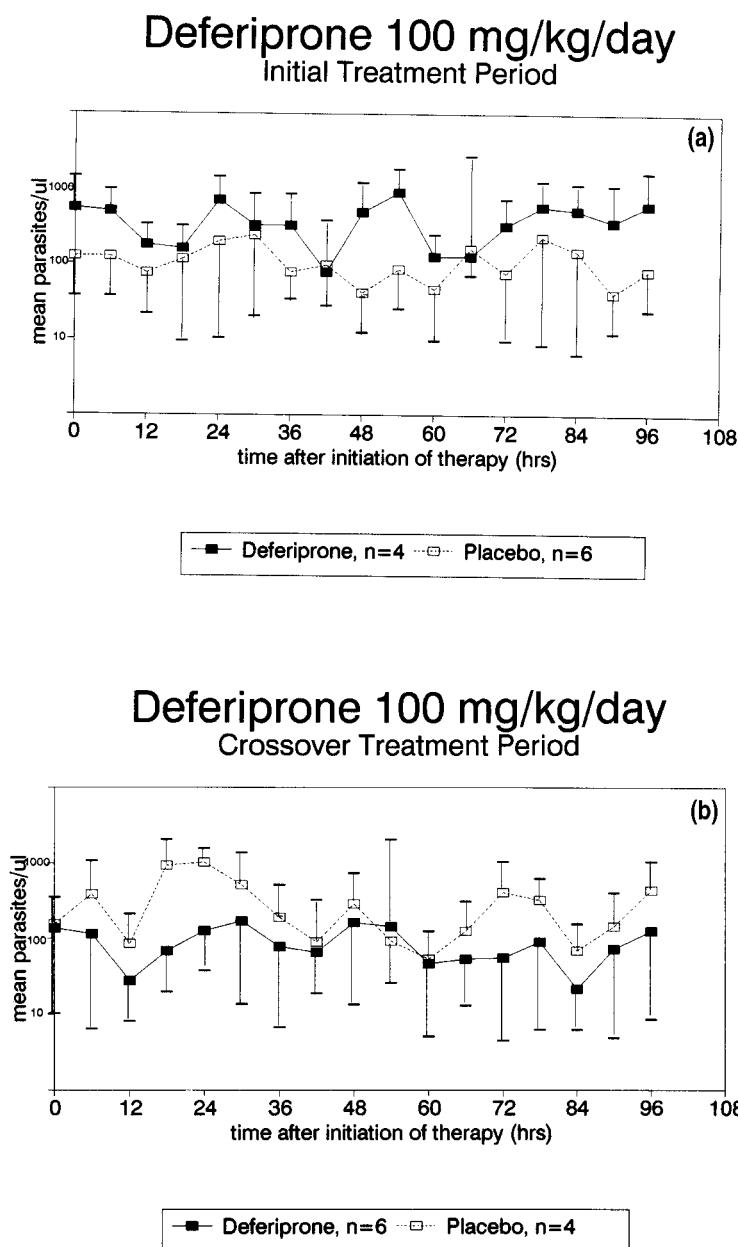 Deferiprone 100 mg/kg/day
Initial Treatment Period
(a)
mean parasites/ul
1000
100
10
0 12 24 36 48 60 72 84 96 108
time after initiation of therapy (hrs)
Deferiprone, n=4 Placebo, n=6
Deferiprone 100 mg/kg/day
Crossover Treatment Period
(b)
mean parasites/ul
1000
100
10
0 12 24 36 48 60 72 84 96 108
time after initiation of therapy (hrs)
Deferiprone, n=6 Placebo, n=4